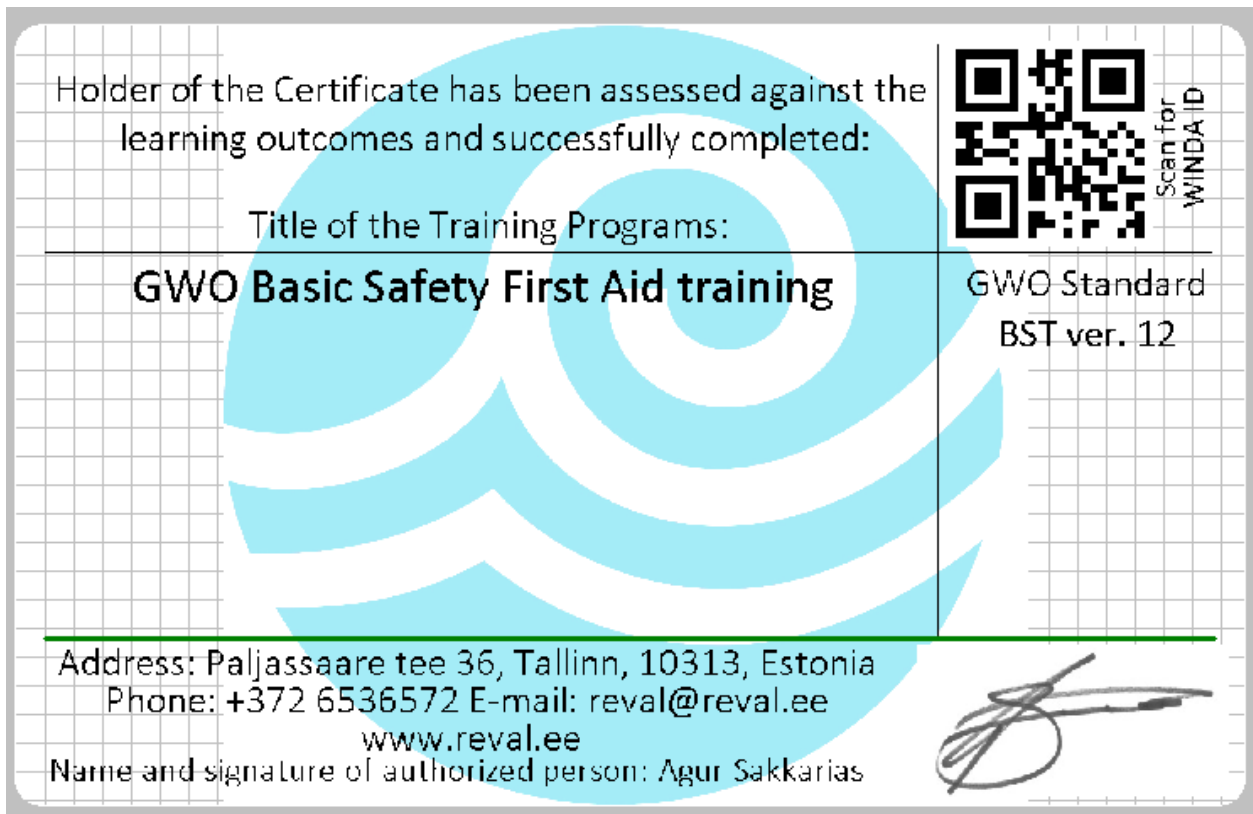 Holder of the Certificate has been assessed against the
learning outcomes and successfully completed:
Title of the Training Programs:
Scan for
WINDA ID
GWO Basic Safety First Aid training
GWO Standard
BST ver. 12
Address: Paljassaare tee 36, Tallinn, 10313, Estonia
Phone: +372 6536572 E-mail: reval@reval.ee
www.reval.ee
Name and signature of authorized person: Agur Sakkarias